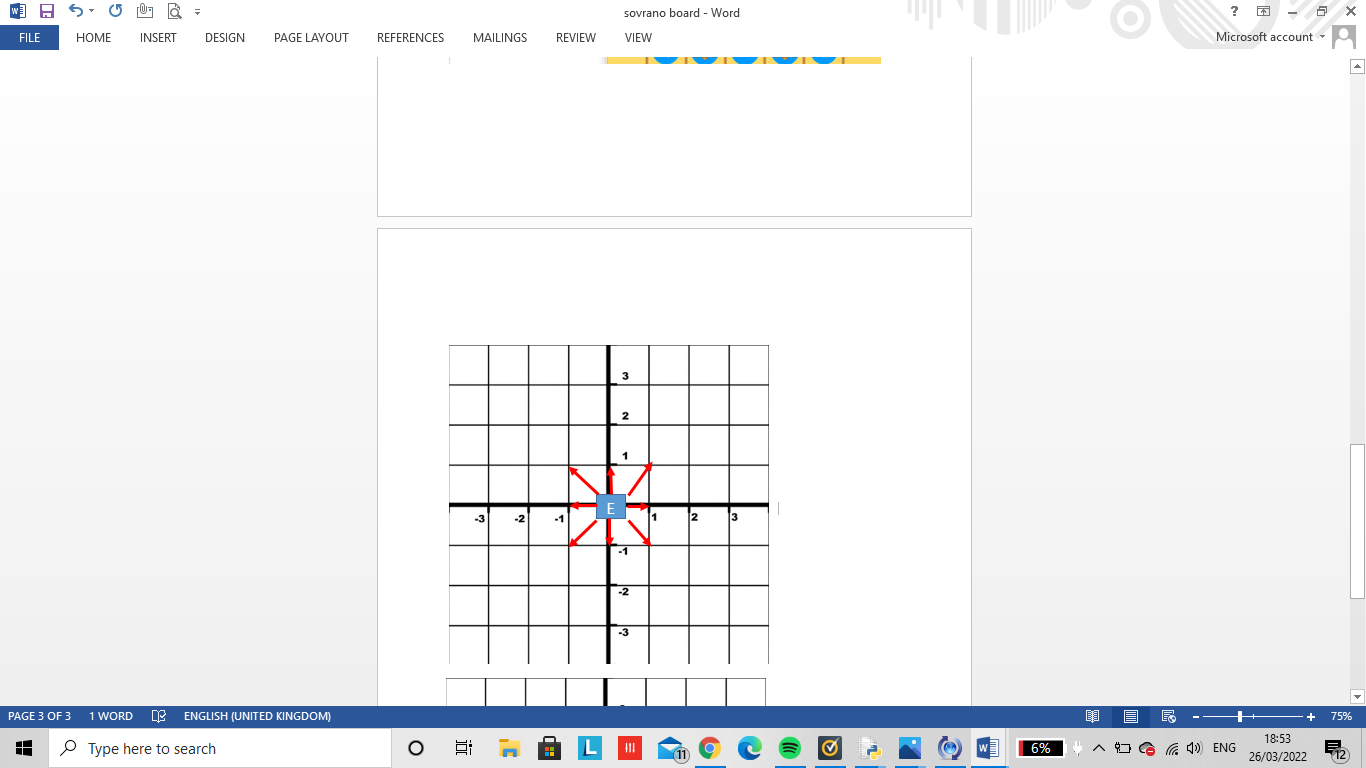 sovrano board - Word
FILE HOME INSERT DESIGN PAGE LAYOUT REFERENCES MAILINGS REVIEW VIEW Microsoft account
3
2
1
E
-3 -2 -1 1 2 3
-1
-2
-3
PAGE 3 OF 3 1 WORD ENGLISH (UNITED KINGDOM) 75%
Type here to search L 11 6% ENG 18:53
26/03/2022 12